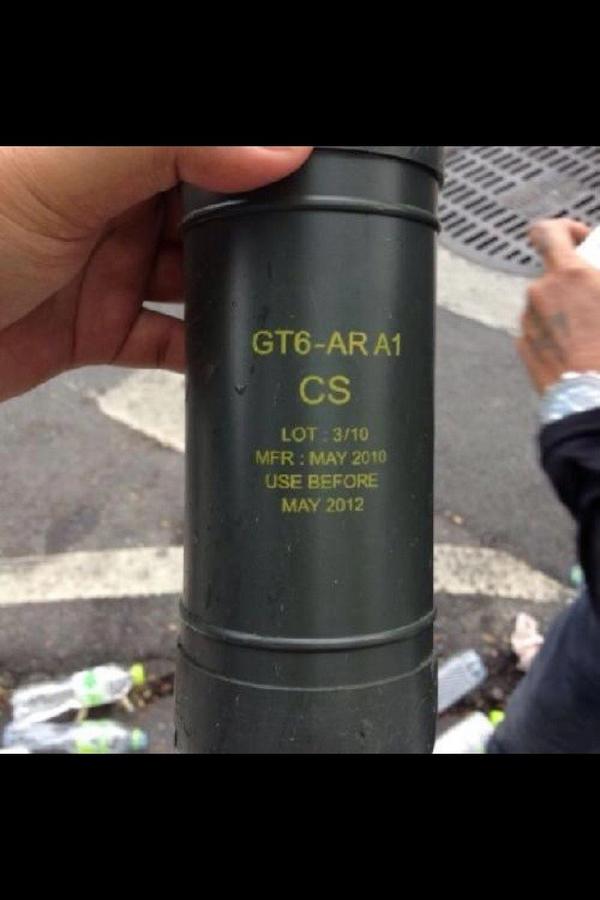 GT6-AR A1
CS
LOT : 3/10
MFR : MAY 2010
USE BEFORE
MAY 2012